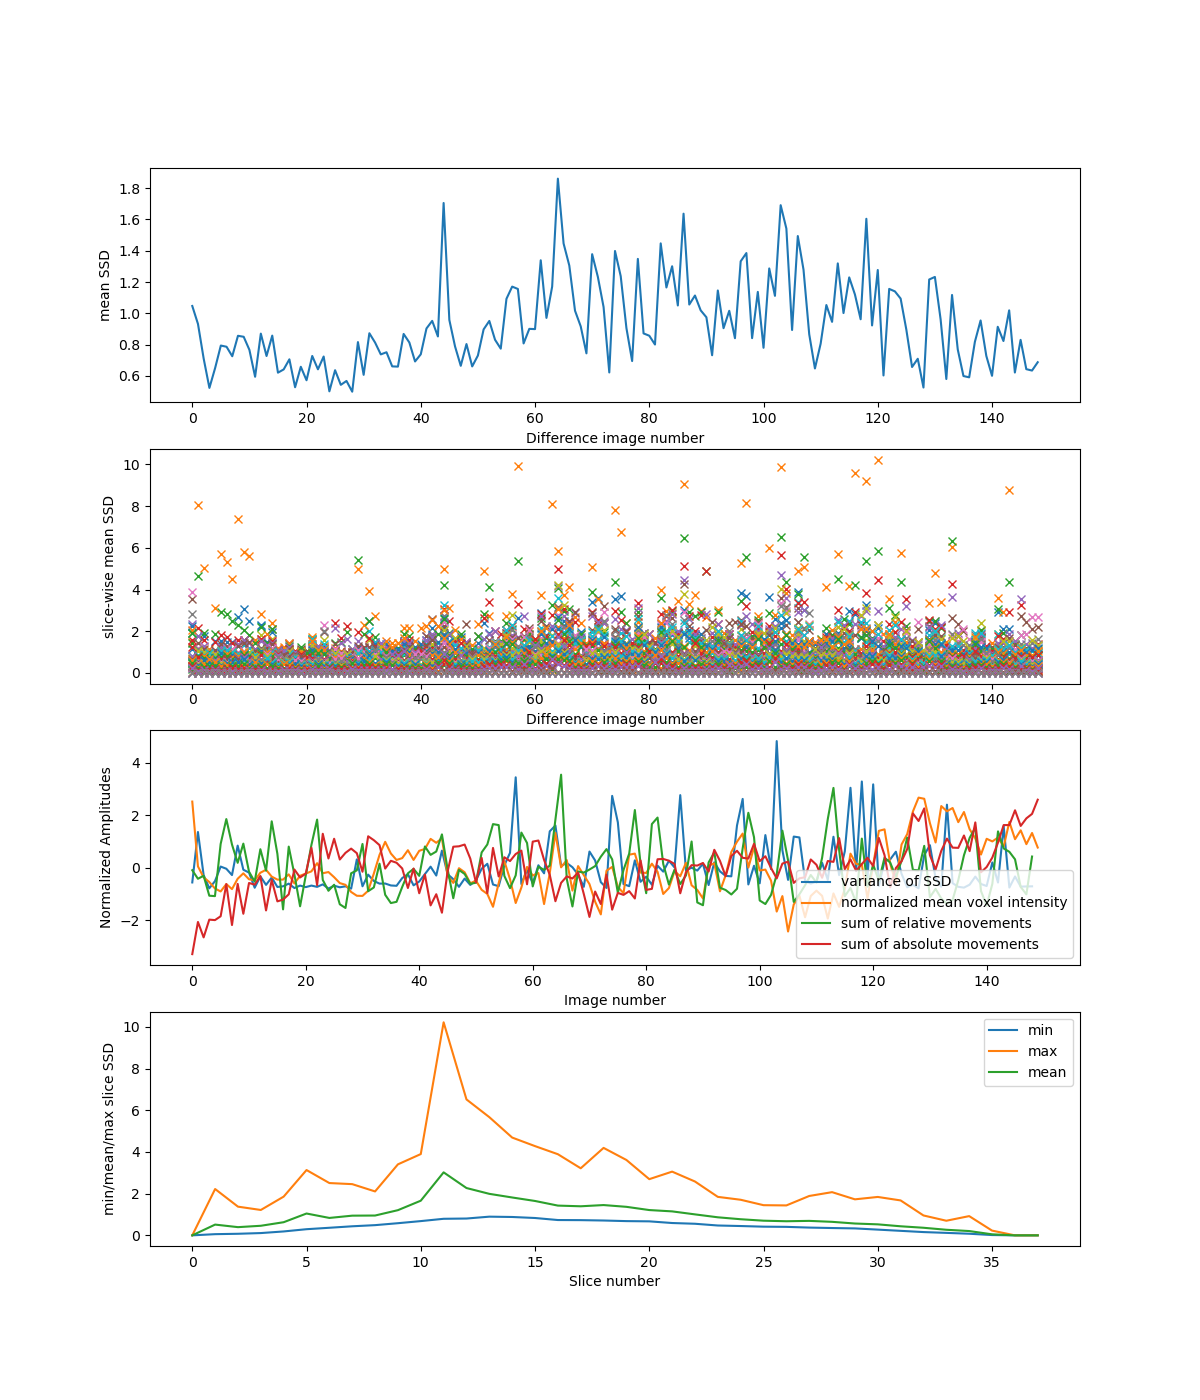 mean SSD
1.8
1.6
1.4
1.2
1.0
0.8
0.6
0 20 40 60 80 100 120 140
Difference image number
slice-wise mean SSD
10
8
6
4
2
0
0 20 40 60 80 100 120 140
Difference image number
Normalized Amplitudes
4
2
0
−2
variance of SSD
normalized mean voxel intensity
sum of relative movements
sum of absolute movements
0 20 40 60 80 100 120 140
Image number
min/mean/max slice SSD
10
8
6
4
2
0
min
max
mean
0 5 10 15 20 25 30 35
Slice number